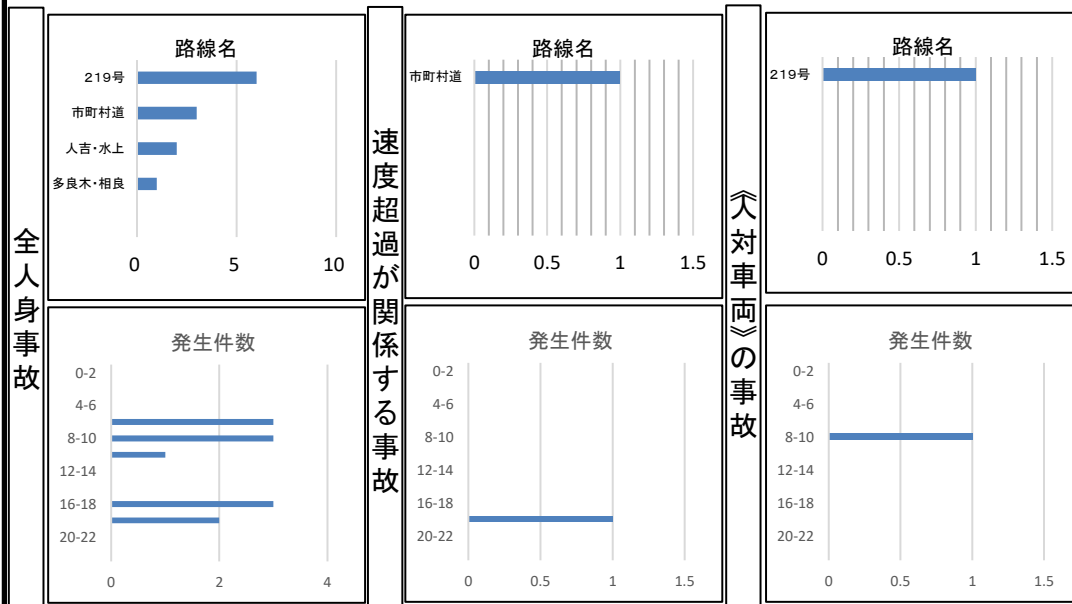 全人身事故
路線名
219号
市町村道
人吉・水上
多良木・相良
0 5 10
発生件数
0-2
4-6
8-10
12-14
16-18
20-22
0 2 4
速度超過が関係する事故
路線名
市町村道
0 0.5 1 1.5
発生件数
0-2
4-6
8-10
12-14
16-18
20-22
0 0.5 1 1.5
《人対車両》の事故
路線名
219号
0 0.5 1 1.5
発生件数
0-2
4-6
8-10
12-14
16-18
20-22
0 0.5 1 1.5